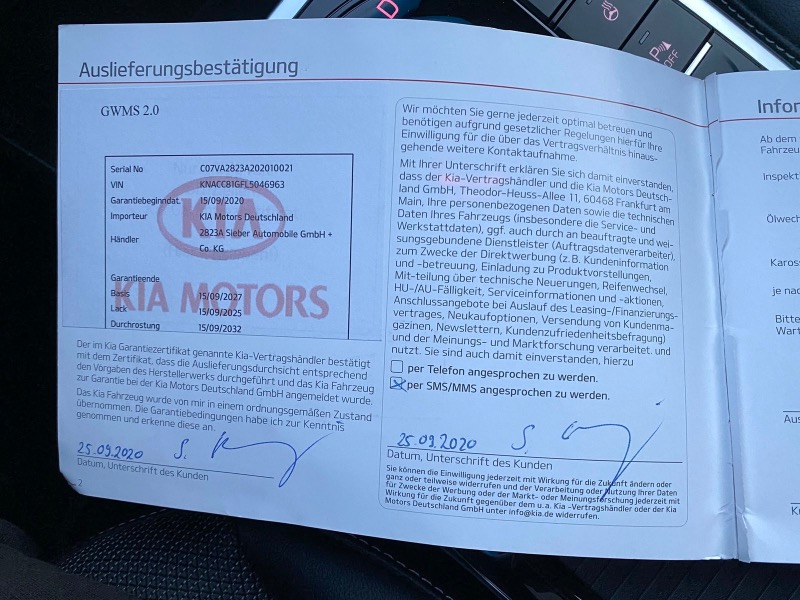 Auslieferungsbestätigung
GWMS 2.0
Serial No C07VA2823A202010021
VIN KNACC81GFL5046963
Garantiebeginndat. 15/09/2020
Importeur KIA Motors Deutschland
Händler 2823A Sieber Automobile GmbH +
Co. KG
Garantieende
Basis 15/09/2027
Lack 15/09/2025
Durchrostung 15/09/2032
KIA
KIA MOTORS
Der im Kia Garantiezertifikat genannte Kia-Vertragshändler bestätigt
mit dem Zertifikat, dass die Auslieferungsdurchsicht entsprechend
den Vorgaben des Herstellerwerks durchgeführt und das Kia Fahrzeug
zur Garantie bei der Kia Motors Deutschland GmbH angemeldet wurde.
Das Kia Fahrzeug wurde von mir in einem ordnungsgemäßen Zustand
übernommen. Die Garantiebedingungen habe ich zur Kenntnis
genommen und erkenne diese an.
25.09.2020 S.
Datum, Unterschrift des Kunden
2
Wir möchten Sie gerne jederzeit optimal betreuen und
benötigen aufgrund gesetzlicher Regelungen hierfür Ihre
Einwilligung für die über das Vertragsverhältnis hinaus-
gehende weitere Kontaktaufnahme.
Mit Ihrer Unterschrift erklären Sie sich damit einverstanden,
dass der Kia-Vertragshändler und die Kia Motors Deutsch-
land GmbH, Theodor-Heuss-Allee 11, 60468 Frankfurt am
Main, Ihre personenbezogenen Daten sowie die technischen
Daten Ihres Fahrzeugs (insbesondere die Service- und
Werkstattdaten), ggf. auch durch an beauftragte und wei-
sungsgebundene Dienstleister (Auftragsdatenverarbeiter),
zum Zwecke der Direktwerbung (z. B. Kundeninformation
und -betreuung, Einladung zu Produktvorstellungen,
Mit-teilung über technische Neuerungen, Reifenwechsel,
HU-/AU-Fälligkeit, Serviceinformationen und -aktionen,
Anschlussangebote bei Auslauf des Leasing-/Finanzierungs-
vertrages, Neukaufoptionen, Versendung von Kundenma-
gazinen, Newslettern, Kundenzufriedenheitsbefragung)
und der Meinungs- und Marktforschung verarbeitet. und
nutzt. Sie sind auch damit einverstanden, hierzu
per Telefon angesprochen zu werden.
per SMS/MMS angesprochen zu werden.
25.09.2020 S.
Datum, Unterschrift des Kunden
Sie können die Einwilligung jederzeit mit Wirkung für die Zukunft ändern oder
ganz oder teilweise widerrufen und der Verarbeitung oder Nutzung Ihrer Daten
für Zwecke der Werbung oder der Markt- oder Meinungsforschung jederzeit mit
Wirkung für die Zukunft gegenüber dem u.a. Kia -Vertragshändler oder der Kia
Motors Deutschland GmbH unter info@kia.de widerrufen.
Infor
Ab dem
Fahrzeu
Inspekt
Ölwech
Karos
je nac
Bitte
Wart
Aus
K
D
P
OFF